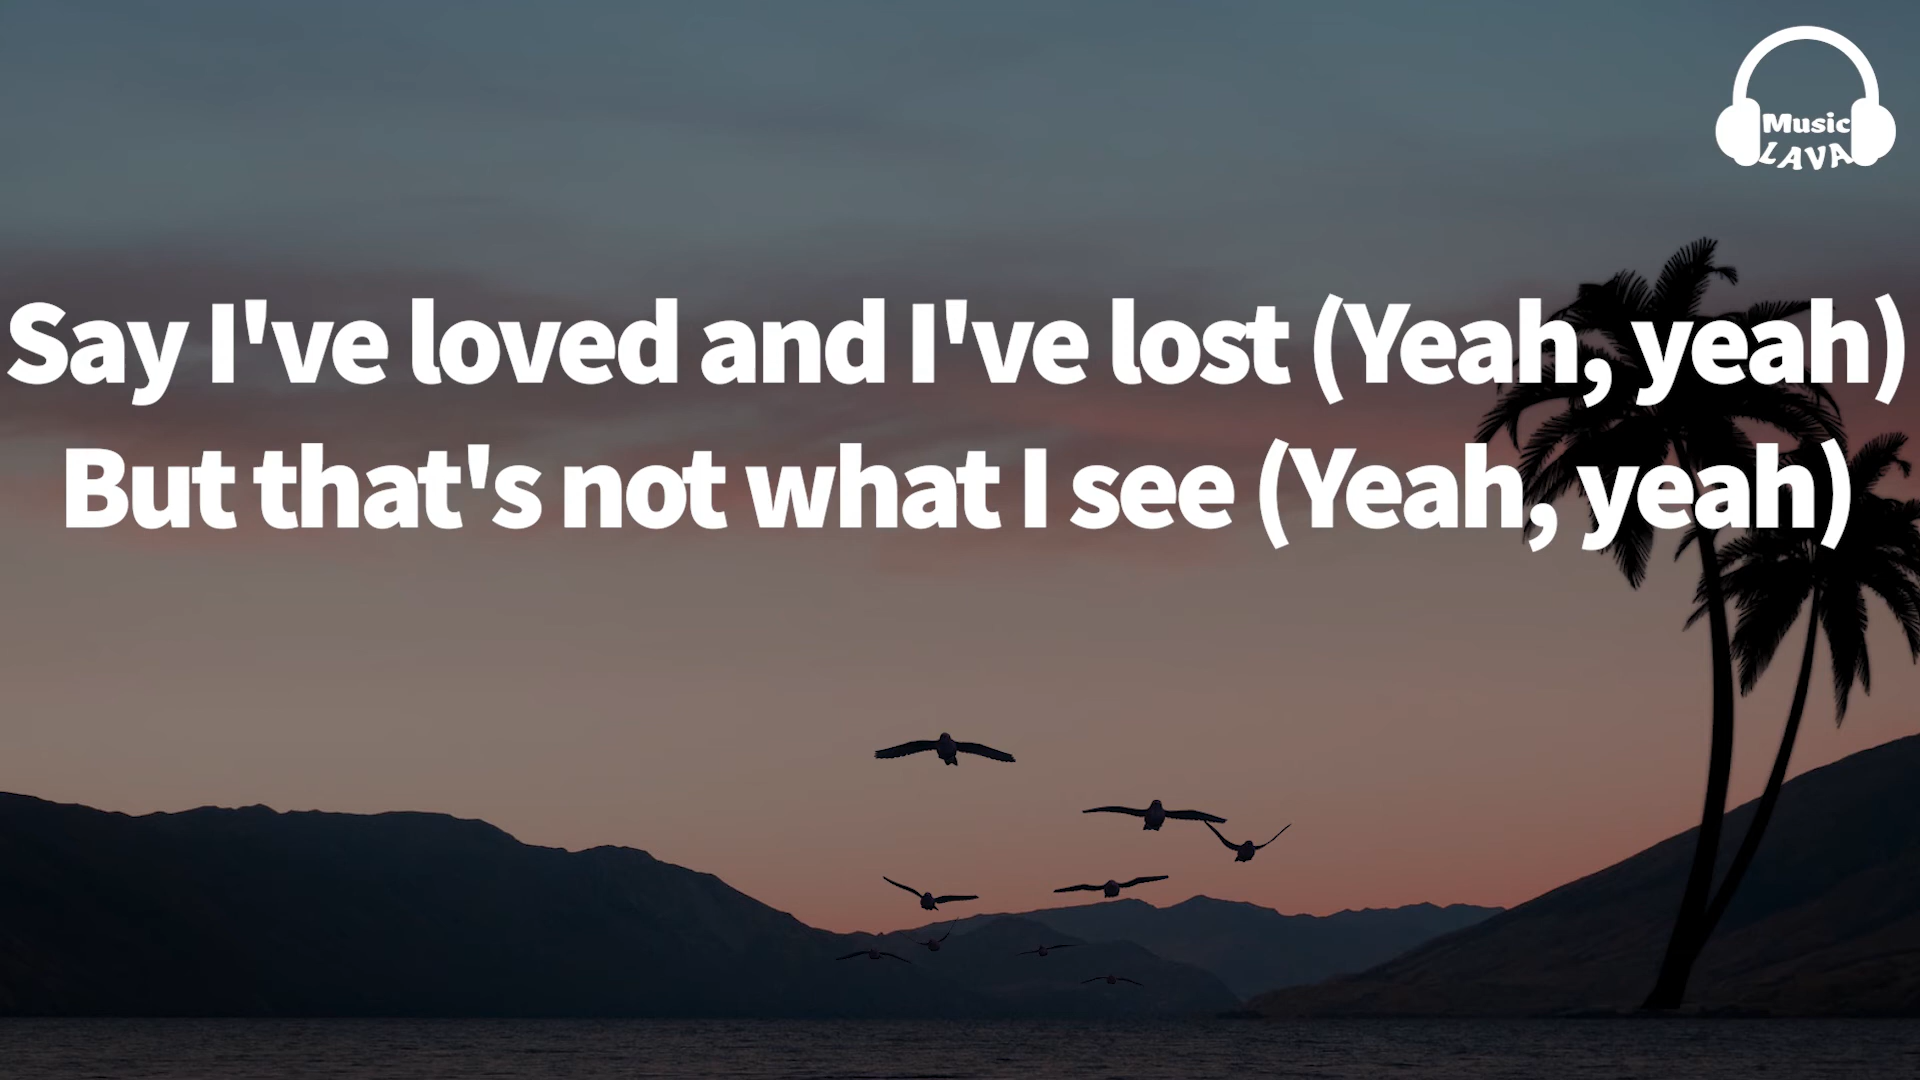 Music
LAVA
Say I've loved and I've lost (Yeah, yeah)
But that's not what I see (Yeah, yeah)